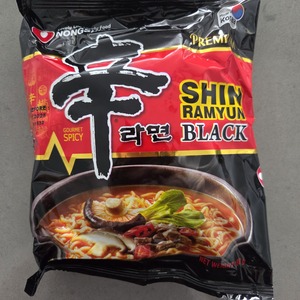 NONGSHIM
PREMIUM
辛
라면
SHIN
RAMYUN
BLACK
GOURMET
SPICY